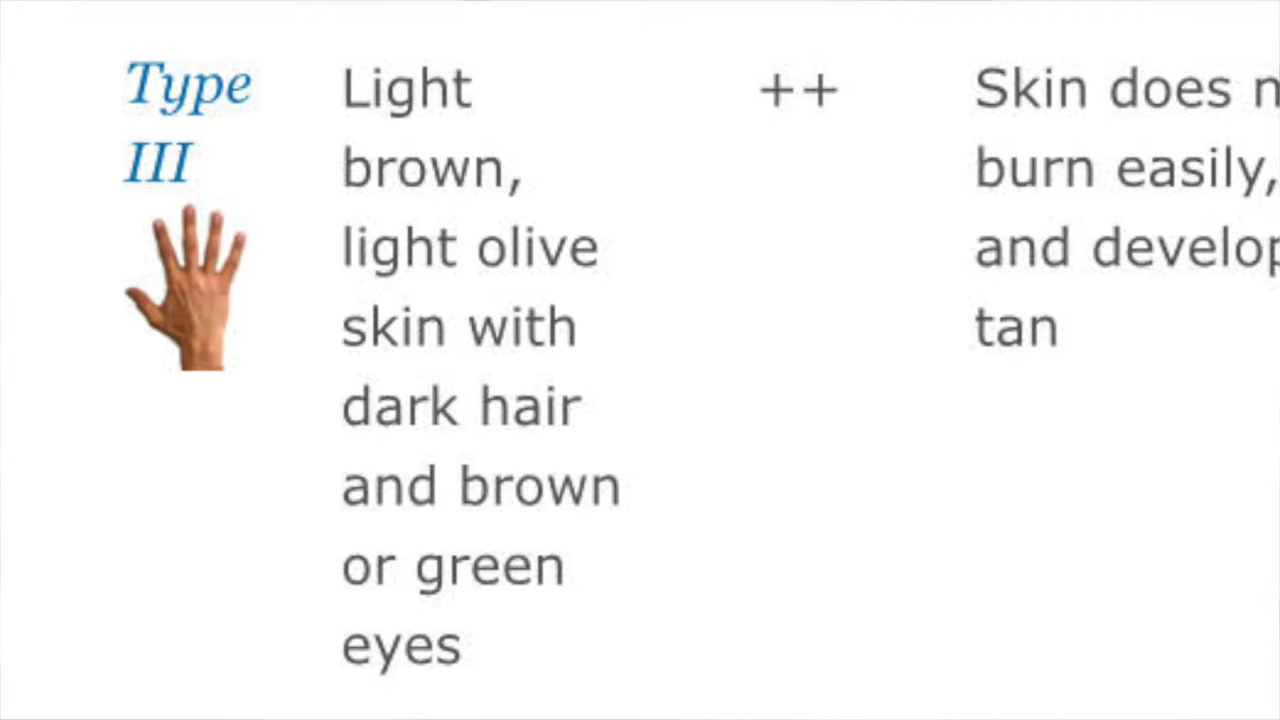 Type
III
Light
brown,
light olive
skin with
dark hair
and brown
or green
eyes
++
Skin does
burn easily,
and
tan